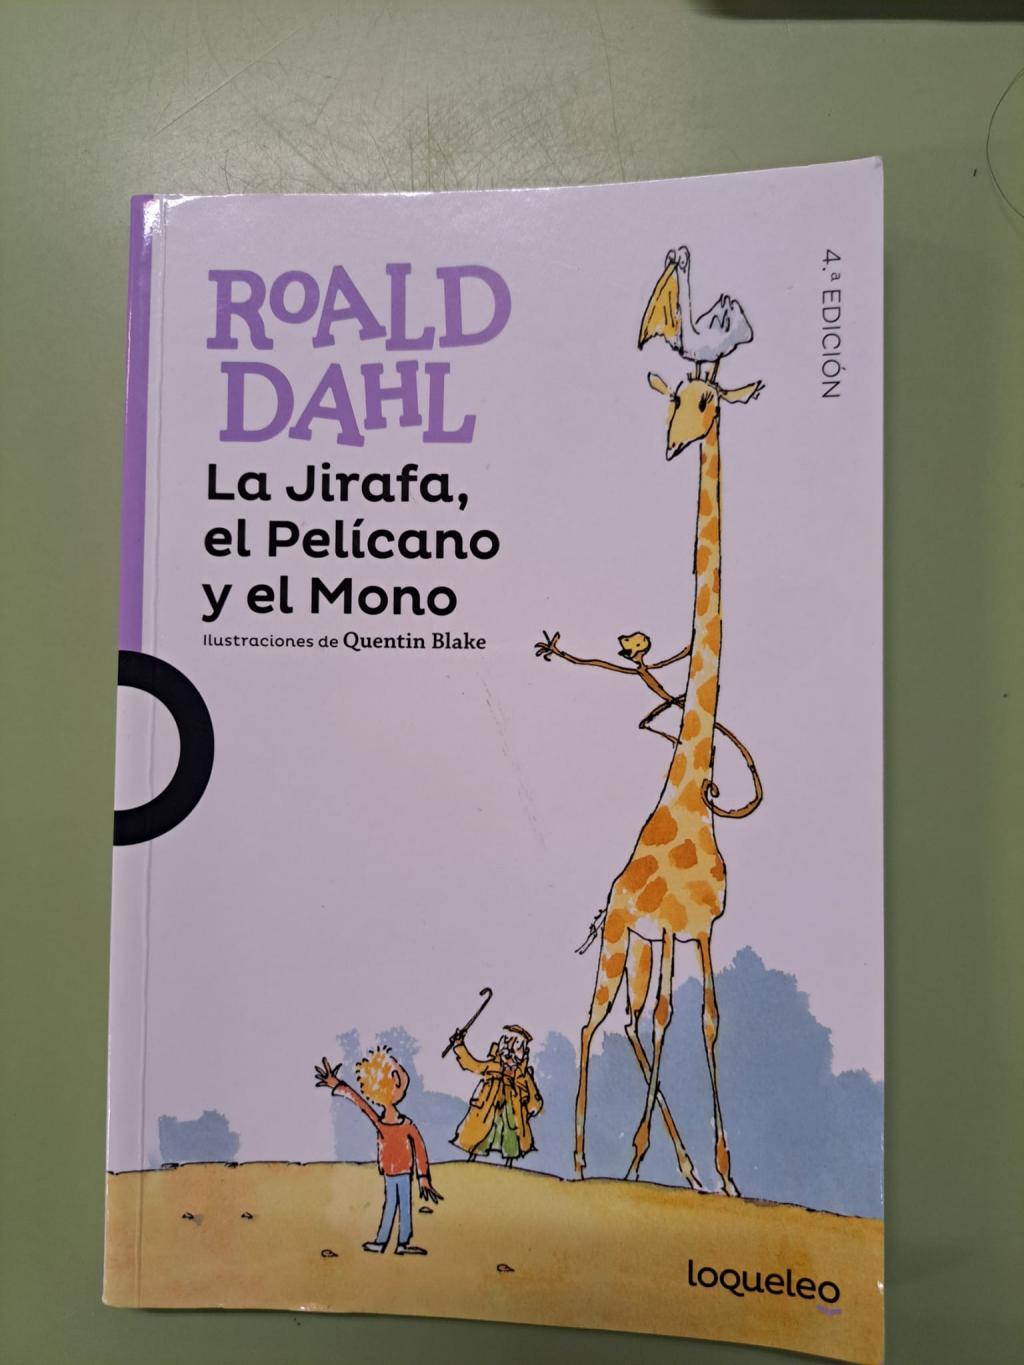 ROALD
DAHL
La Jirafa,
el Pelícano
y el Mono
Ilustraciones de Quentin Blake
4.ª EDICIÓN
loqueleo